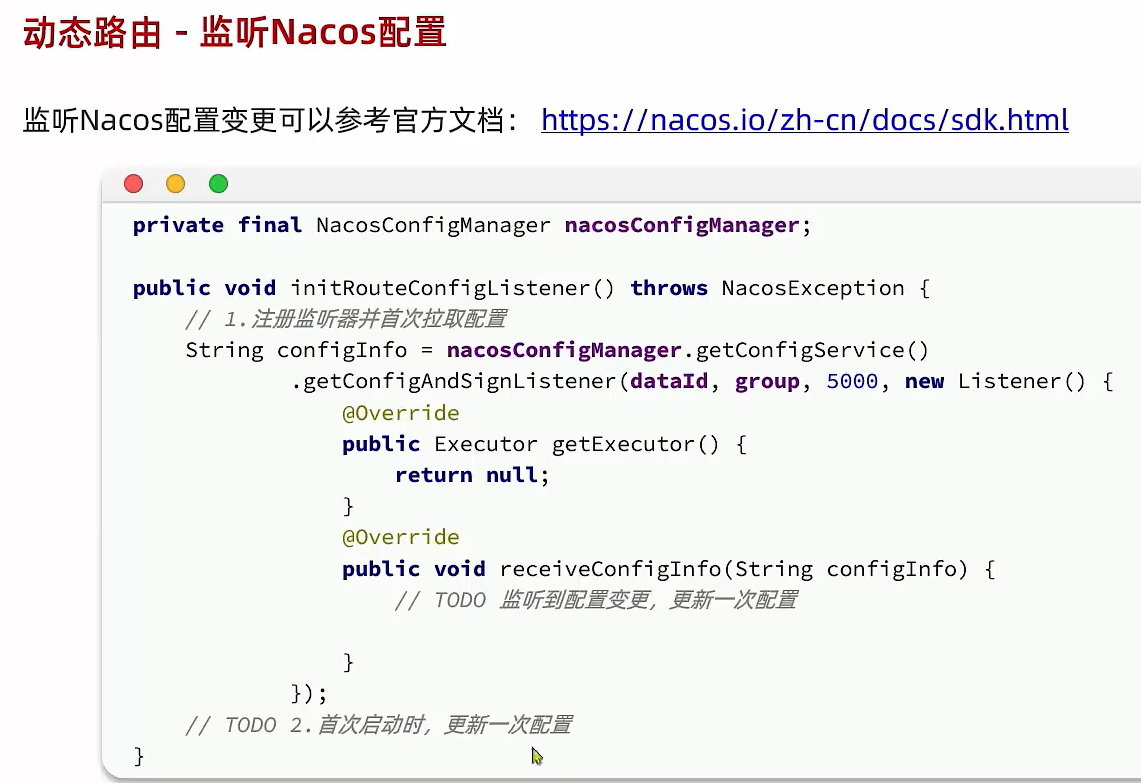 动态路由 - 监听Nacos配置
监听Nacos配置变更可以参考官方文档： https://nacos.io/zh-cn/docs/sdk.html
private final NacosConfigManager nacosConfigManager;
public void initRouteConfigListener() throws NacosException {
// 1.注册监听器并首次拉取配置
String configInfo = nacosConfigManager.getConfigService()
.getConfigAndSignListener(dataId, group, 5000, new Listener() {
@Override
public Executor getExecutor() {
return null;
}
@Override
public void receiveConfigInfo(String configInfo) {
// TODO 监听到配置变更，更新一次配置
}
});
// TODO 2.首次启动时，更新一次配置
}